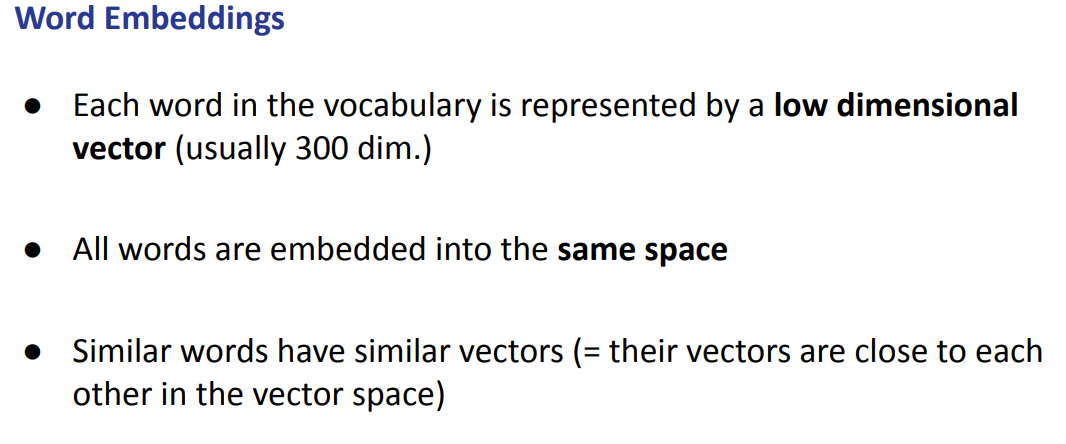 Word Embeddings
● Each word in the vocabulary is represented by a low dimensional
vector (usually 300 dim.)
● All words are embedded into the same space
● Similar words have similar vectors (= their vectors are close to each
other in the vector space)